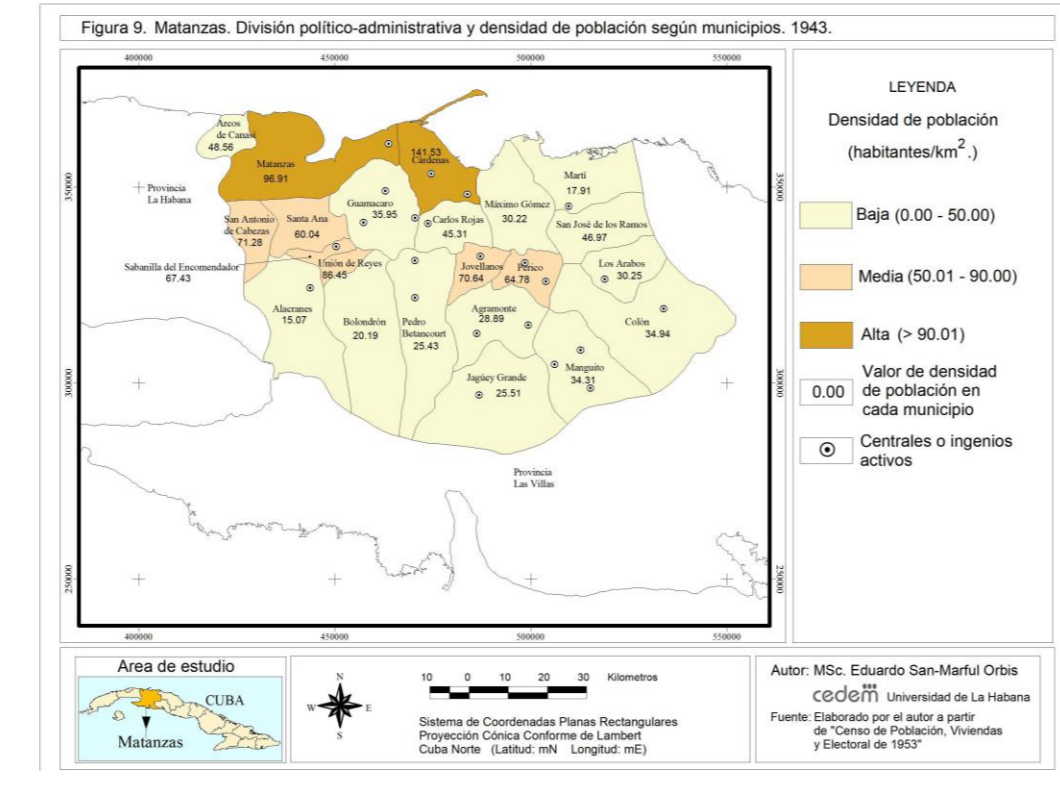 Figura 9. Matanzas. División político-administrativa y densidad de población según municipios. 1943.
400000
450000
500000
550000
350000
300000
250000
350000
300000
250000
Arcos
de Canasí
48.56
Matanzas
96.91
141.53
Cárdenas
Provincia
La Habana
San Antonio
de Cabezas
71.28
Santa Ana
60.04
Guamacaro
35.95
Carlos Rojas
45.31
Máximo Gómez
30.22
Martí
17.91
San José de los Ramos
46.97
Sabanilla del Encomendador
67.43
Unión de Reyes
86.45
Jovellanos
70.64
Perico
64.78
Los Arabos
30.25
Alacranes
15.07
Bolondrón
20.19
Pedro
Betancourt
25.43
Agramonte
28.89
Colón
34.94
Jagüey Grande
25.51
Manguito
34.31
Provincia
Las Villas
400000
450000
500000
550000
LEYENDA
Densidad de población
(habitantes/km2.)
Baja (0.00 - 50.00)
Media (50.01 - 90.00)
Alta (> 90.01)
0.00
Valor de densidad
de población en
cada municipio
Centrales o ingenios
activos
Area de estudio
CUBA
Matanzas
N
W
E
S
10 0 10 20 30 Kilometros
Sistema de Coordenadas Planas Rectangulares
Proyección Cónica Conforme de Lambert
Cuba Norte (Latitud: mN Longitud: mE)
Autor: MSc. Eduardo San-Marful Orbis
cedem Universidad de La Habana
Fuente: Elaborado por el autor a partir
de "Censo de Población, Viviendas
y Electoral de 1953"